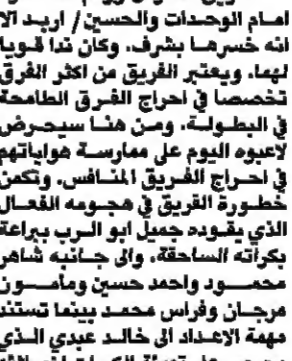 امام الوحدات والحسين/ اربد الا
انه خسرها بشرف، وكان ندا قويا
لهما، ويعتبر الفريق من اكثر الفرق
تخصصا في احراج الفرق الطامحة
في البطولة، ومن هنا سيحرض
لاعبوه اليوم على ممارسة هواياتهم
في احراج الفريق المنافس، وتكمن
خطورة الفريق في هجومه الفعال
الذي يقوده جميل ابو الرب ببراعة
بكراته الساحقة، والى جانبه شاهر
محمود واحمد حسين ومأمون
مرجان وفراس محمد بينما تستند
مهمة الاعداد الى خالد عبدي الذي